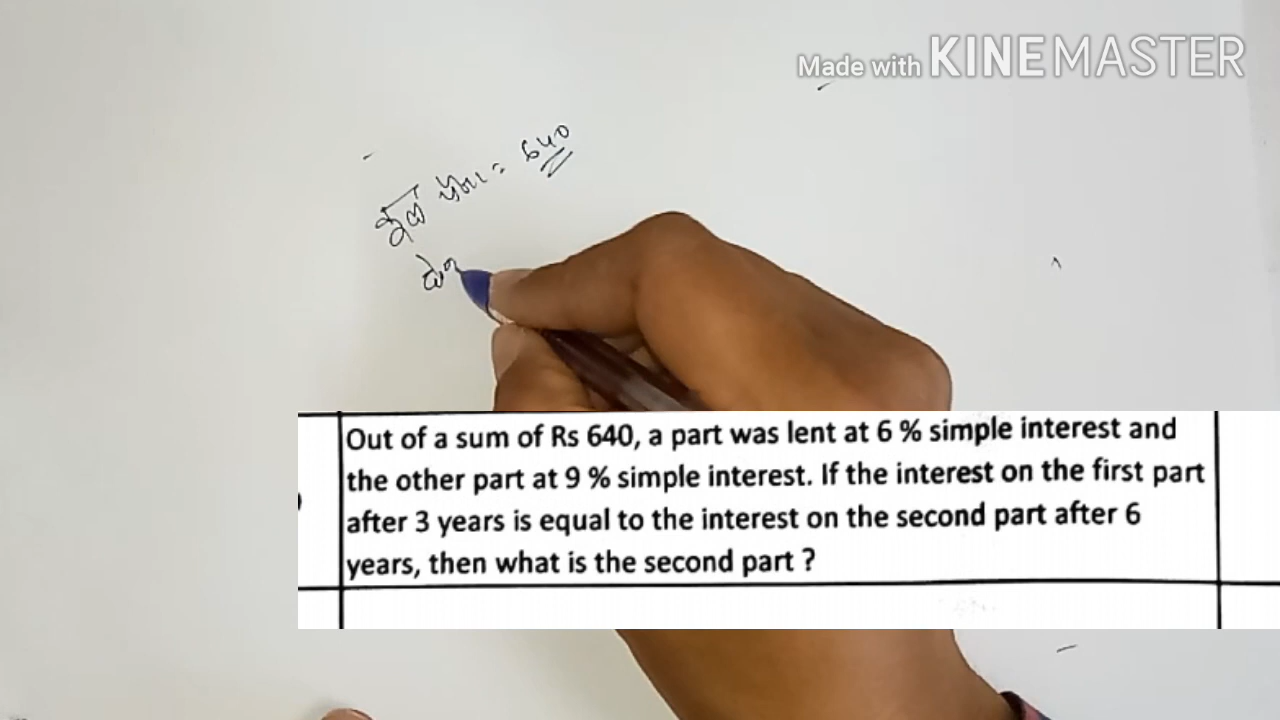 Made with KINEMASTER
= 640
Out of a sum of Rs 640, a part was lent at 6 % simple interest and
the other part at 9 % simple interest. If the interest on the first part
after 3 years is equal to the interest on the second part after 6
years, then what is the second part ?